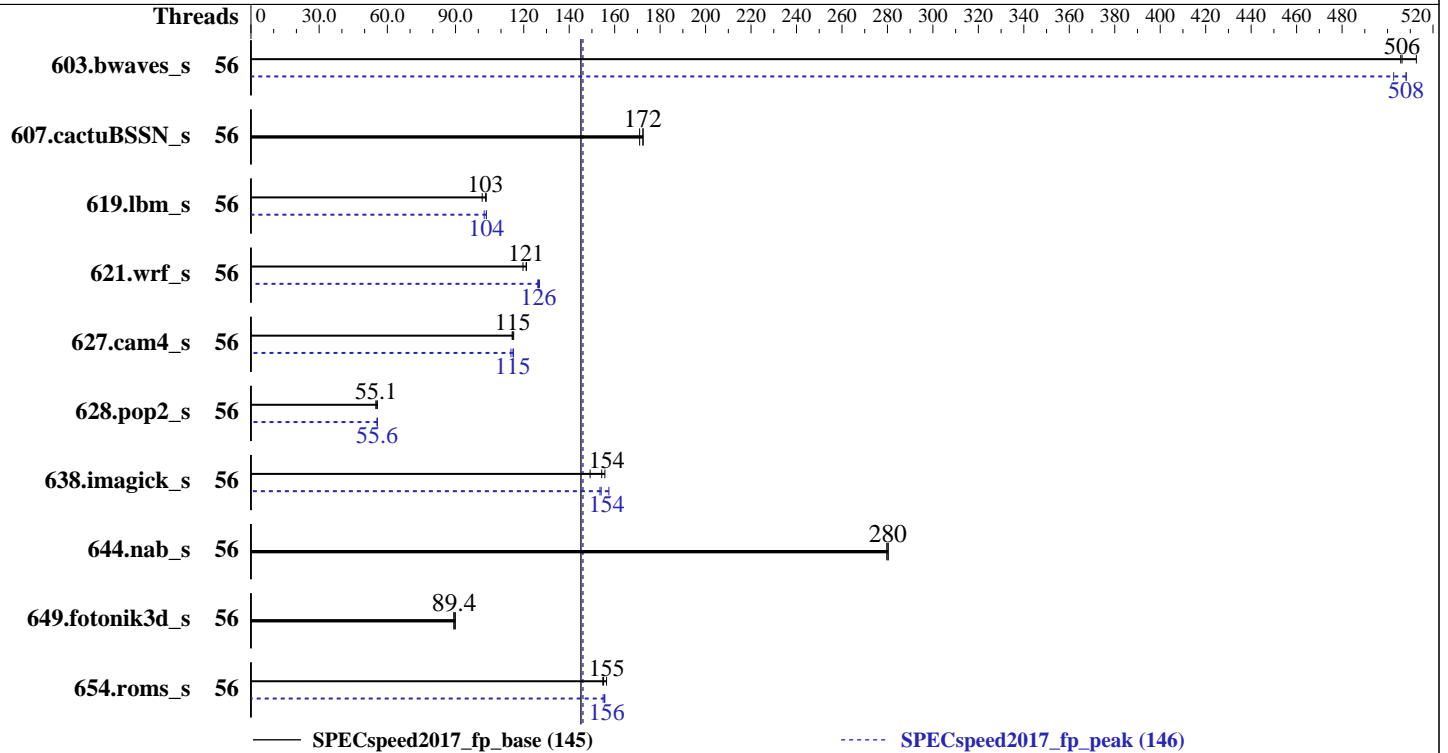 Threads 0 30.0 60.0 90.0 120 140 160 180 200 220 240 260 280 300 320 340 360 380 400 420 440 460 480 520
603.bwaves_s 56 506
508
607.cactuBSSN_s 56 172
619.lbm_s 56 103
104
621.wrf_s 56 121
126
627.cam4_s 56 115
115
628.pop2_s 56 55.1
55.6
638.imagick_s 56 154
154
644.nab_s 56 280
649.fotonik3d_s 56 89.4
654.roms_s 56 155
156
SPECspeed2017_fp_base (145) SPECspeed2017_fp_peak (146)